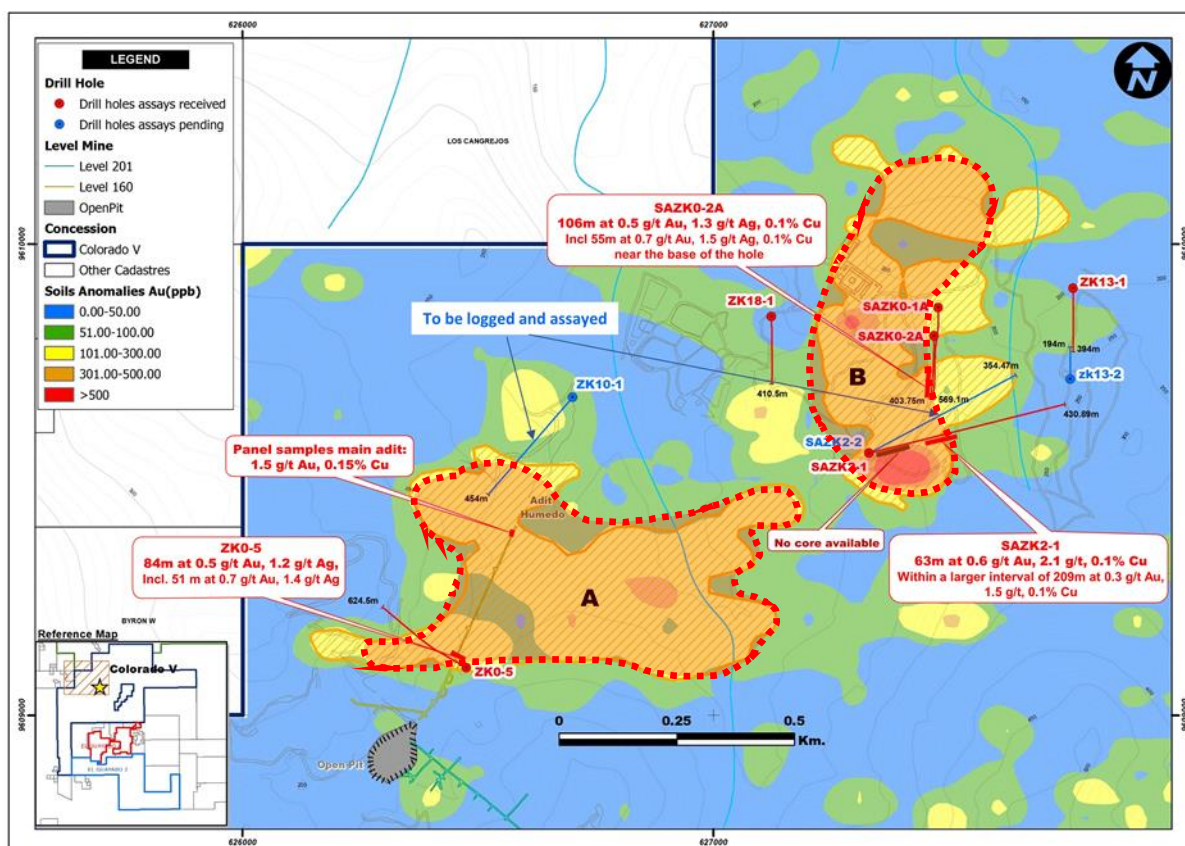 626000
627000
LEGEND
Drill Hole
Drill holes assays received
Drill holes assays pending
Level Mine
Level 201
Level 160
OpenPit
Concession
Colorado V
Other Cadastres
Soils Anomalies Au(ppb)
0.00-50.00
51.00-100.00
101.00-300.00
301.00-500.00
>500
N
LOS CANGREJOS
9610000
SAZK0-2A
106m at 0.5 g/t Au, 1.3 g/t Ag, 0.1% Cu
Incl 55m at 0.7 g/t Au, 1.5 g/t Ag, 0.1% Cu
near the base of the hole
ZK18-1
410.5m
To be logged and assayed
ZK10-1
454m
SAZK0-1A
SAZK0-2A
B
403.75m
569.1m
354.47m
ZK13-1
194m
394m
zk13-2
430.89m
SAZK2-2
SAZK2-1
Panel samples main adit:
1.5 g/t Au, 0.15% Cu
Adit
Humedo
No core available
SAZK2-1
63m at 0.6 g/t Au, 2.1 g/t, 0.1% Cu
Within a larger interval of 209m at 0.3 g/t Au,
1.5 g/t, 0.1% Cu
ZK0-5
84m at 0.5 g/t Au, 1.2 g/t Ag,
Incl. 51 m at 0.7 g/t Au, 1.4 g/t Ag
624.5m
A
BYRON W
ZK0-5
Reference Map
Colorado V
9609000
0
0.25
0.5
Km.
Open Pit
626000
627000